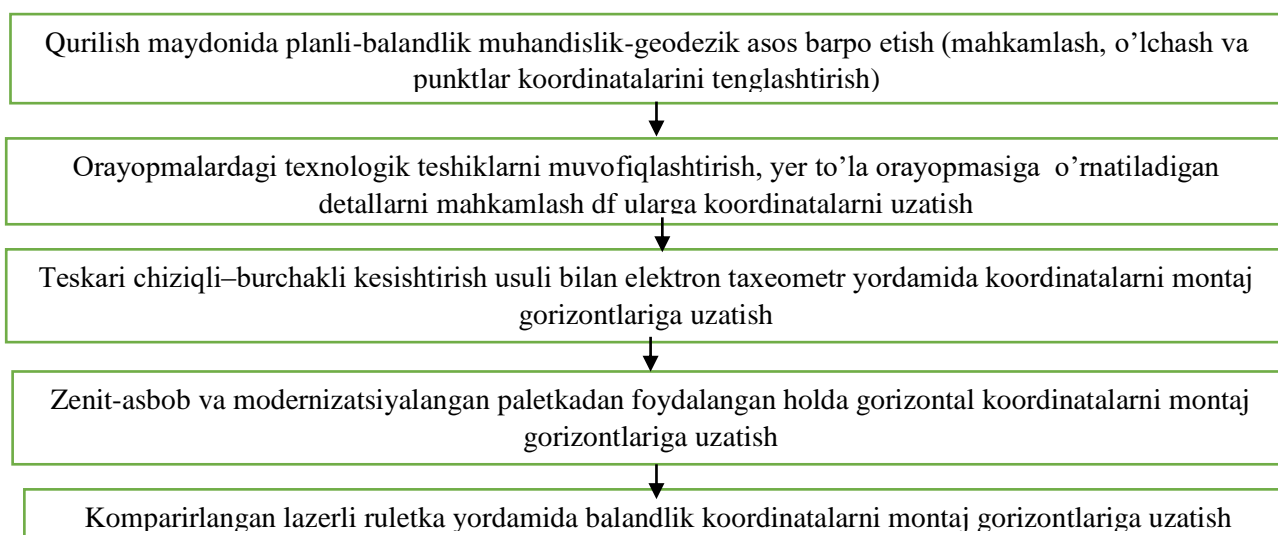 Qurilish maydonida planli-balandlik muhandislik-geodezik asos barpo etish (mahkamlash, o’lchash va
punktlar koordinatalarini tenglashtirish)
Orayopmalardagi texnologik teshiklarni muvofiqlashtirish, yer to’la orayopmasiga o’rnatiladigan
detallarni mahkamlash df ularga koordinatalarni uzatish
Teskari chiziqli–burchakli kesishtirish usuli bilan elektron taxeometr yordamida koordinatalarni montaj
gorizontlariga uzatish
Zenit-asbob va modernizatsiyalangan paletkadan foydalangan holda gorizontal koordinatalarni montaj
gorizontlariga uzatish
Komparirlangan lazerli ruletka yordamida balandlik koordinatalarni montaj gorizontlariga uzatish